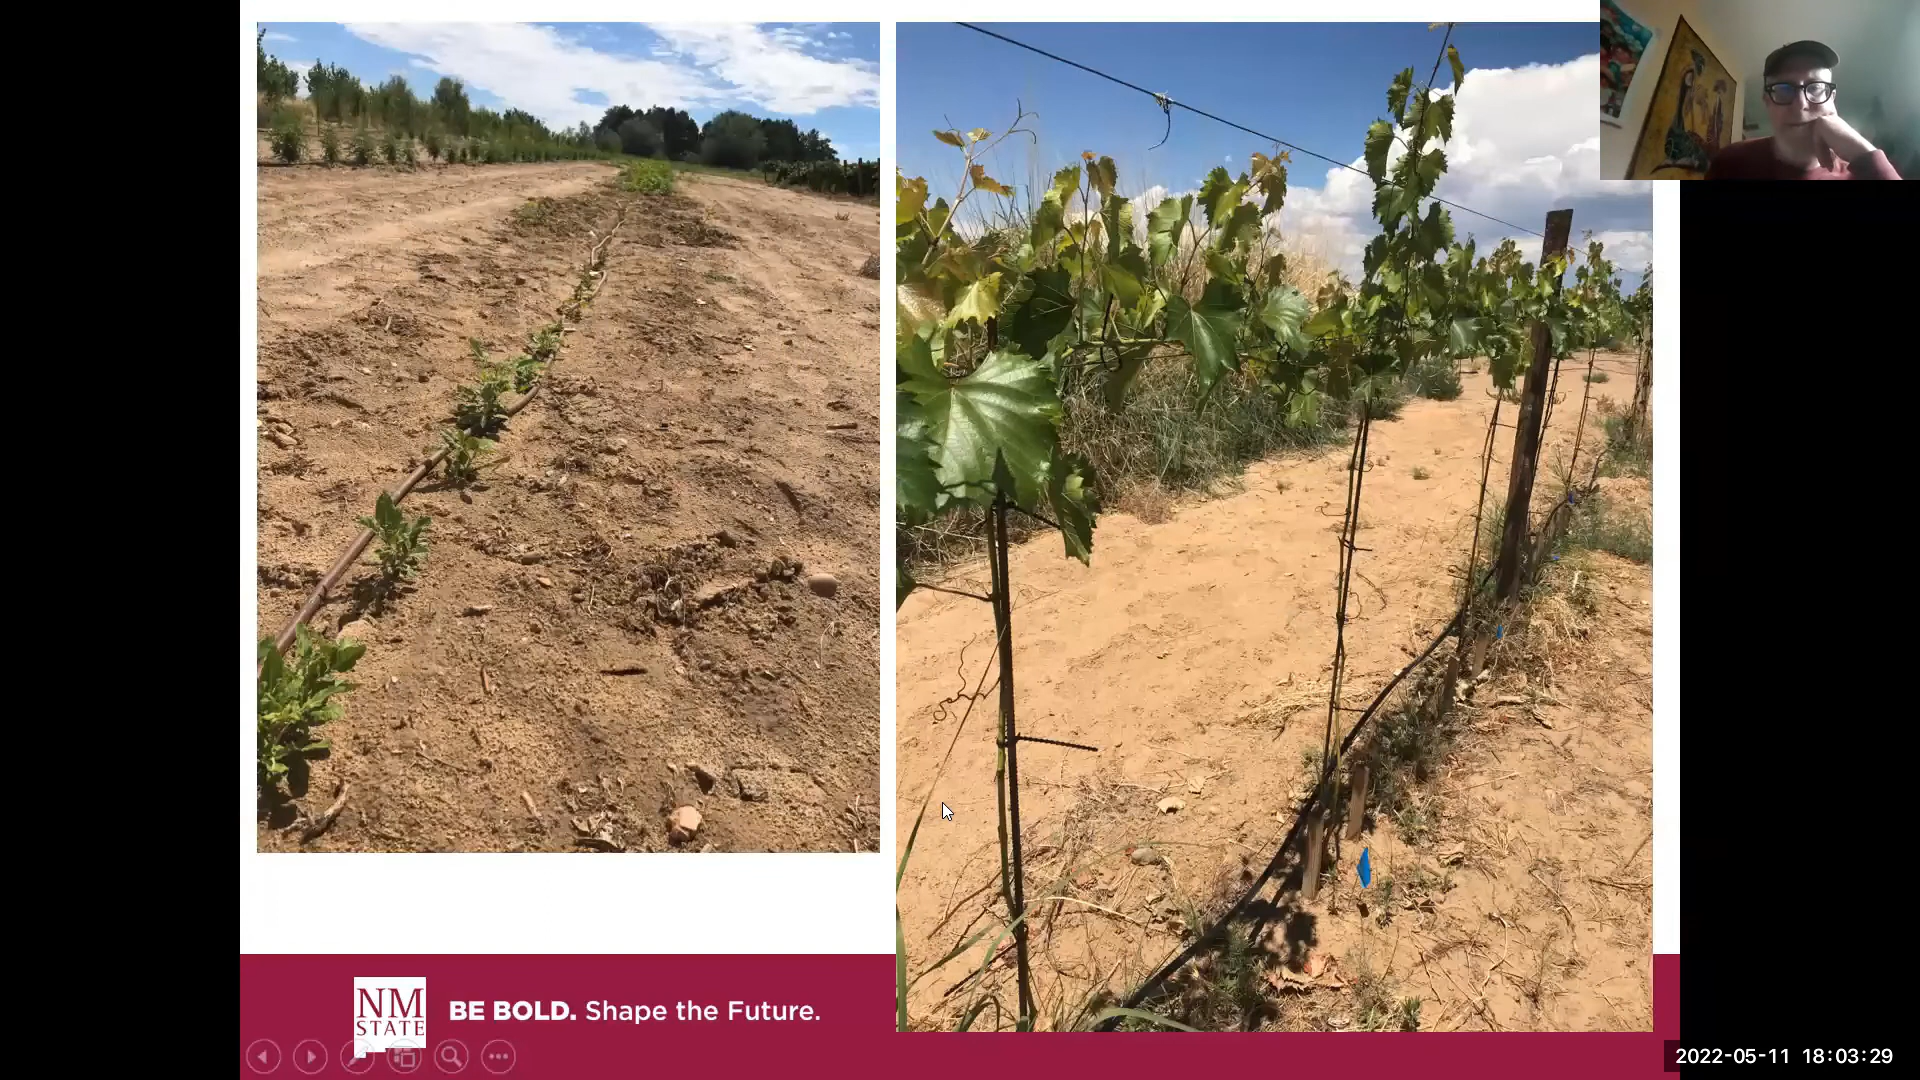 NM
STATE
BE BOLD. Shape the Future.
2022-05-11 18:03:29